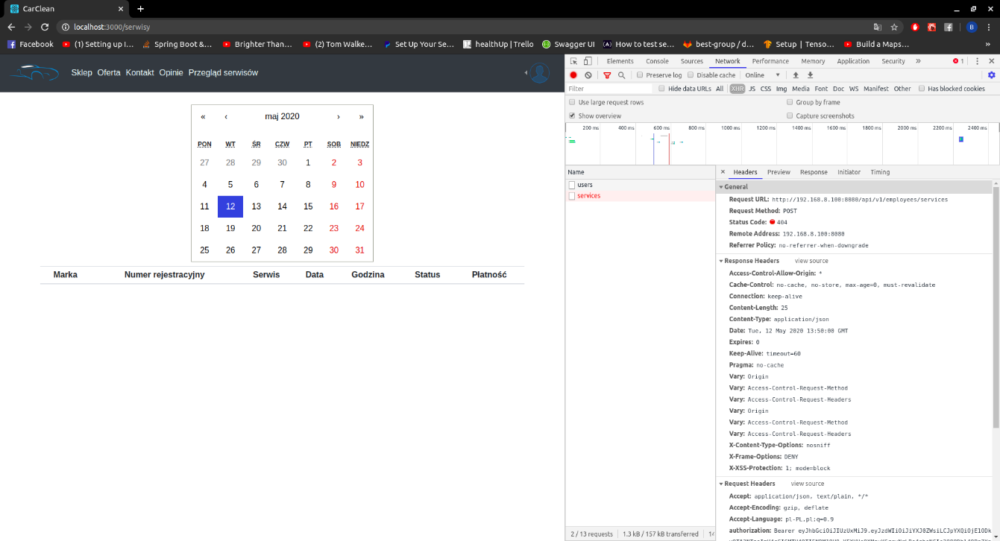 CarClean
localhost:3000/serwisy
B
Facebook (1) Setting up I… Spring Boot &… Brighter Than… (2) Tom Walke… Set Up Your Se… healthUp | Trello Swagger UI How to test se… best-group / d… Setup | Tenso… Build a Maps… »
Sklep Oferta Kontakt Opinie Przegląd serwisów
« ‹ maj 2020 › »
PON WT ŚR CZW PT SOB NIEDZ
27 28 29 30 1 2 3
4 5 6 7 8 9 10
11 12 13 14 15 16 17
18 19 20 21 22 23 24
25 26 27 28 29 30 31
Marka Numer rejestracyjny Serwis Data Godzina Status Płatność
Elements Console Sources Network Performance Memory Application Security » 1
Preserve log Disable cache Online
Filter Hide data URLs All XHR JS CSS Img Media Font Doc WS Manifest Other Has blocked cookies
Use large request rows Group by frame
Show overview Capture screenshots
200 ms 400 ms 600 ms 800 ms 1000 ms 1200 ms 1400 ms 1600 ms 1800 ms 2000 ms 2200 ms 2400 ms
Name
users
services
2 / 13 requests 1.3 kB / 157 kB transferred 14
Headers Preview Response Initiator Timing
General
Request URL: http://192.168.8.100:8080/api/v1/employees/services
Request Method: POST
Status Code: 404
Remote Address: 192.168.8.100:8080
Referrer Policy: no-referrer-when-downgrade
Response Headers view source
Access-Control-Allow-Origin: *
Cache-Control: no-cache, no-store, max-age=0, must-revalidate
Connection: keep-alive
Content-Length: 25
Content-Type: application/json
Date: Tue, 12 May 2020 13:50:00 GMT
Expires: 0
Keep-Alive: timeout=60
Pragma: no-cache
Vary: Origin
Vary: Access-Control-Request-Method
Vary: Access-Control-Request-Headers
Vary: Origin
Vary: Access-Control-Request-Method
Vary: Access-Control-Request-Headers
X-Content-Type-Options: nosniff
X-Frame-Options: DENY
X-XSS-Protection: 1; mode=block
Request Headers view source
Accept: application/json, text/plain, */*
Accept-Encoding: gzip, deflate
Accept-Language: pl-PL,pl;q=0.9
authorization: Bearer eyJhbGciOiJIUzUxMiJ9.eyJzdWIiOiJiYXJ0ZWsiLCJpYXQiOjE1ODk